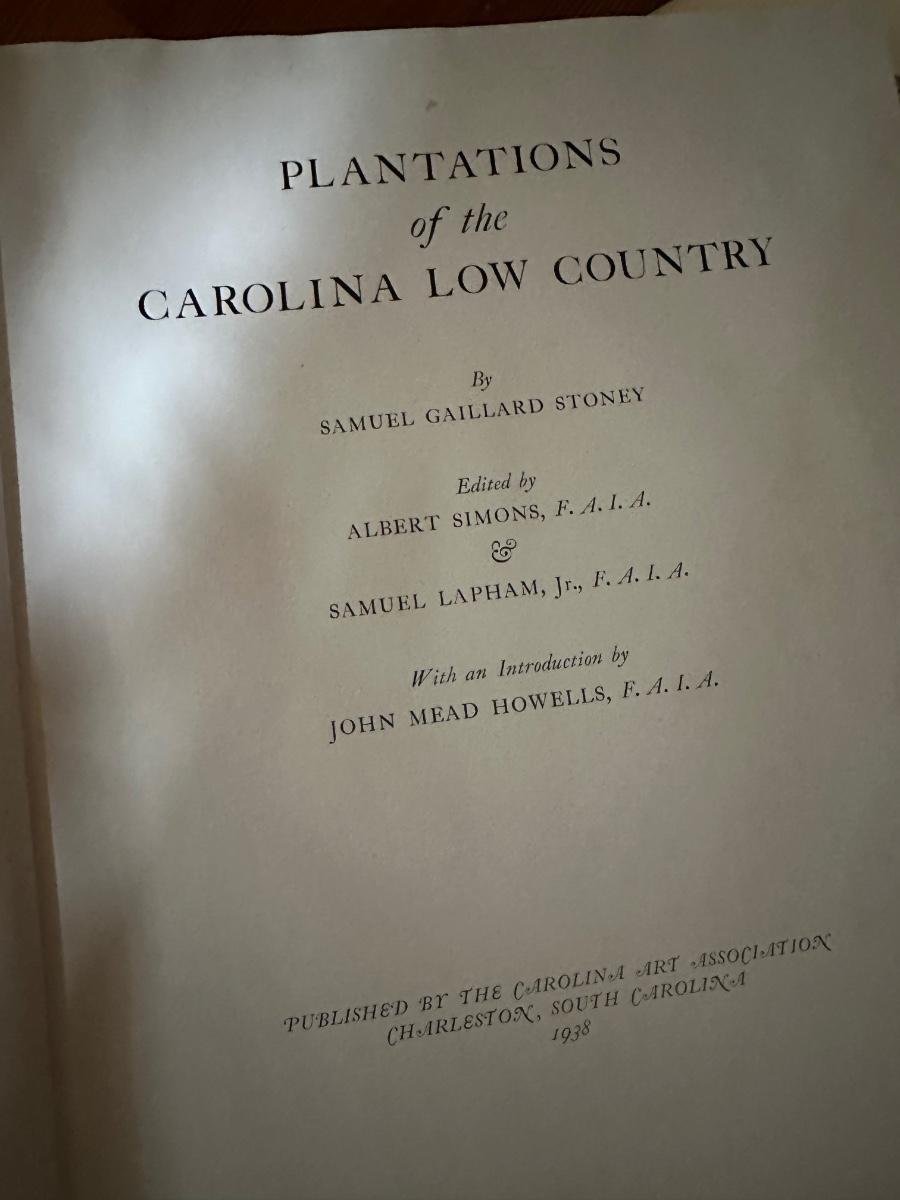 PLANTATIONS
of the
CAROLINA LOW COUNTRY
By
SAMUEL GAILLARD STONEY
Edited by
ALBERT SIMONS, F. A. I. A.
&
SAMUEL LAPHAM, Jr., F. A. I. A.
With an Introduction by
JOHN MEAD HOWELLS, F. A. I. A.
PUBLISHED BY THE CAROLINA ART ASSOCIATION
CHARLESTON, SOUTH CAROLINA
1938